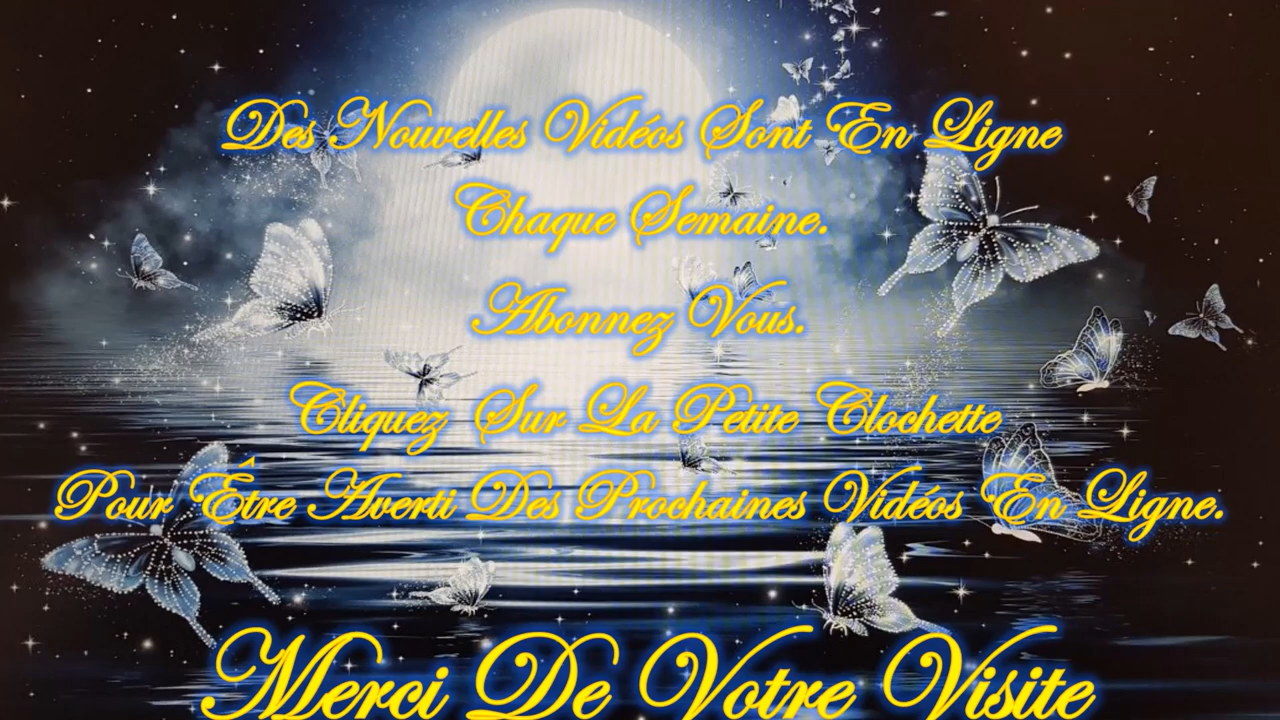 Des Nouvelles Vidéos Sont En Ligne
Chaque Semaine.
Abonnez Vous.
Cliquez Sur La Petite Clochette
Pour Être Averti Des Prochaines Vidéos En Ligne.
Merci De Votre Visite